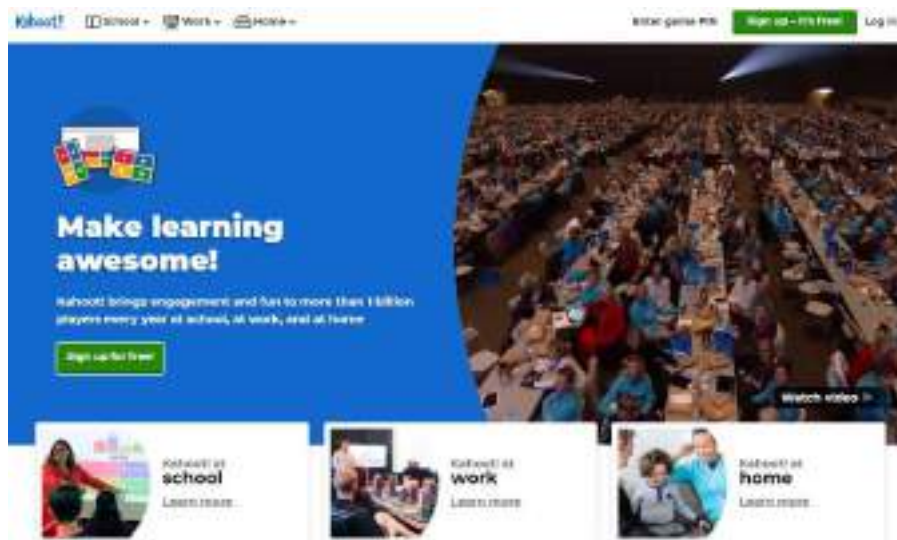 Kahoot! School Work Home Enter game PIN Sign up – it's free! Log in
Make learning
awesome!
Kahoot! brings engagement and fun to more than 1 billion
players every year at school, at work, and at home
Sign up for free!
Watch video
Kahoot! at
school
Learn more
Kahoot! at
work
Learn more
Kahoot! at
home
Learn more